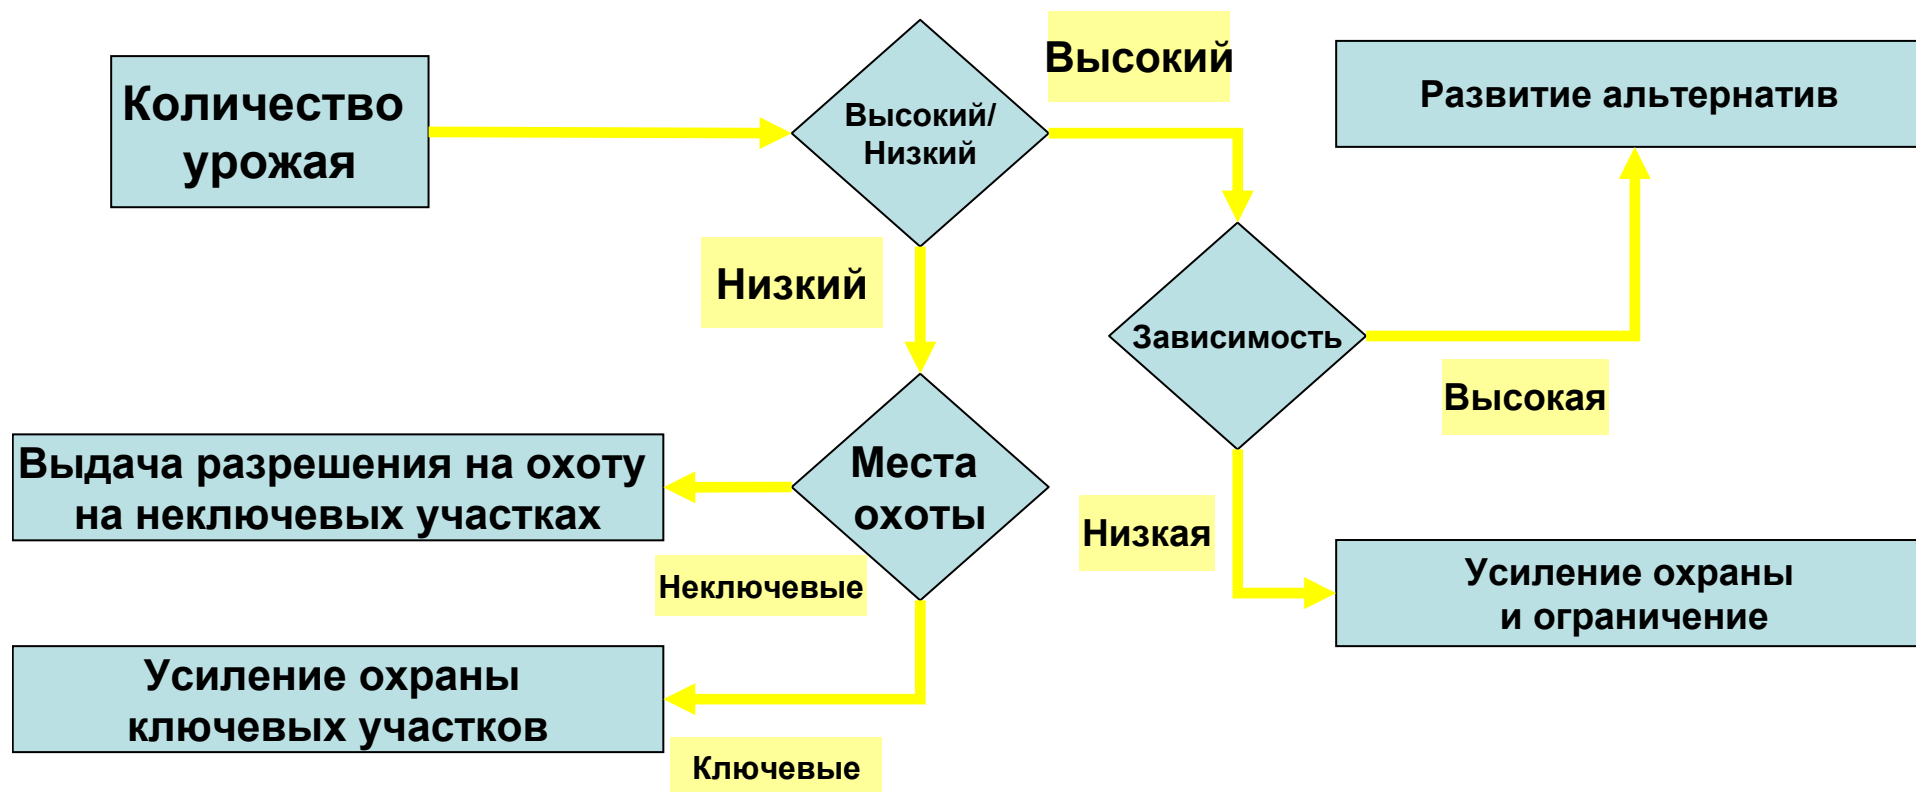 Количество
урожая
Высокий/
Низкий
Высокий
Развитие альтернатив
Низкий
Зависимость
Высокая
Выдача разрешения на охоту
на неключевых участках
Места
охоты
Низкая
Неключевые
Усиление охраны
и ограничение
Усиление охраны
ключевых участков
Ключевые